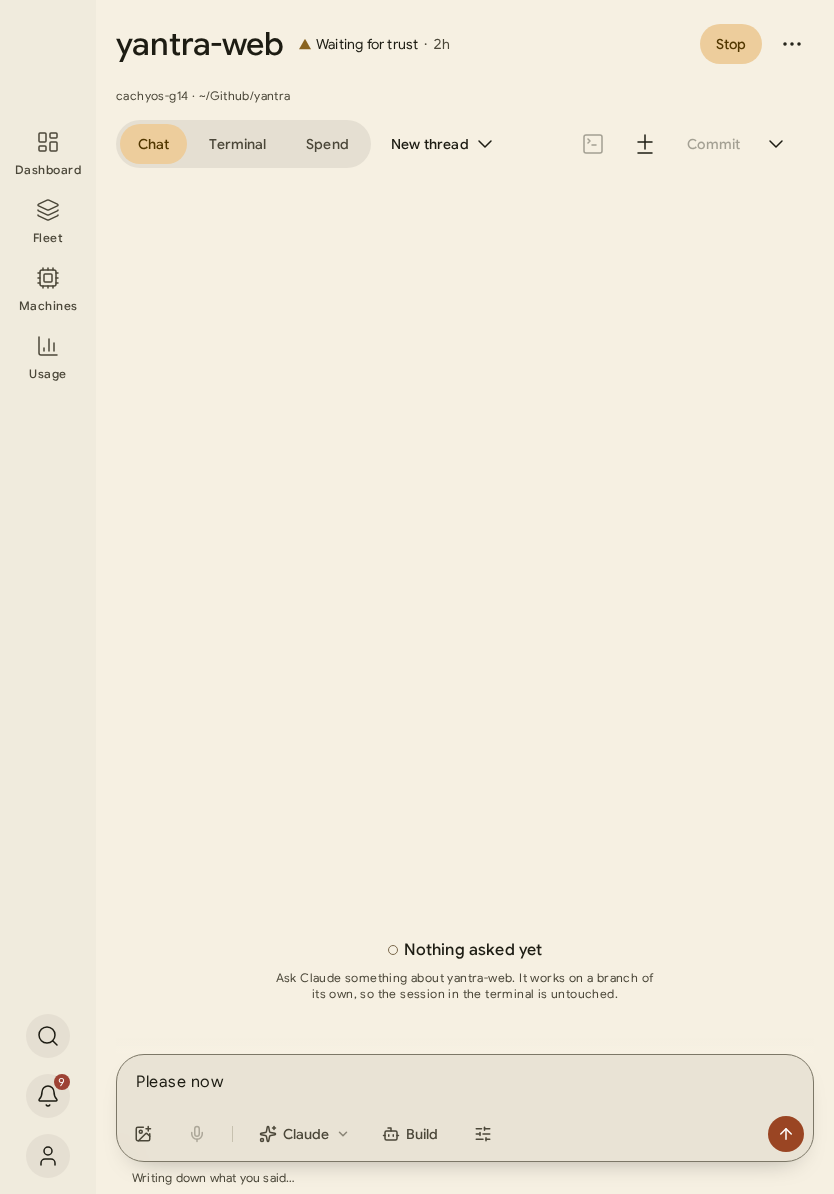 yantra-web
Waiting for trust · 2h
Stop
cachyos-g14 · ~/Github/yantra
Chat
Terminal
Spend
New thread
Commit
Dashboard
Fleet
Machines
Usage
Nothing asked yet
Ask Claude something about yantra-web. It works on a branch of
its own, so the session in the terminal is untouched.
9
Please now
Claude
Build
Writing down what you said...